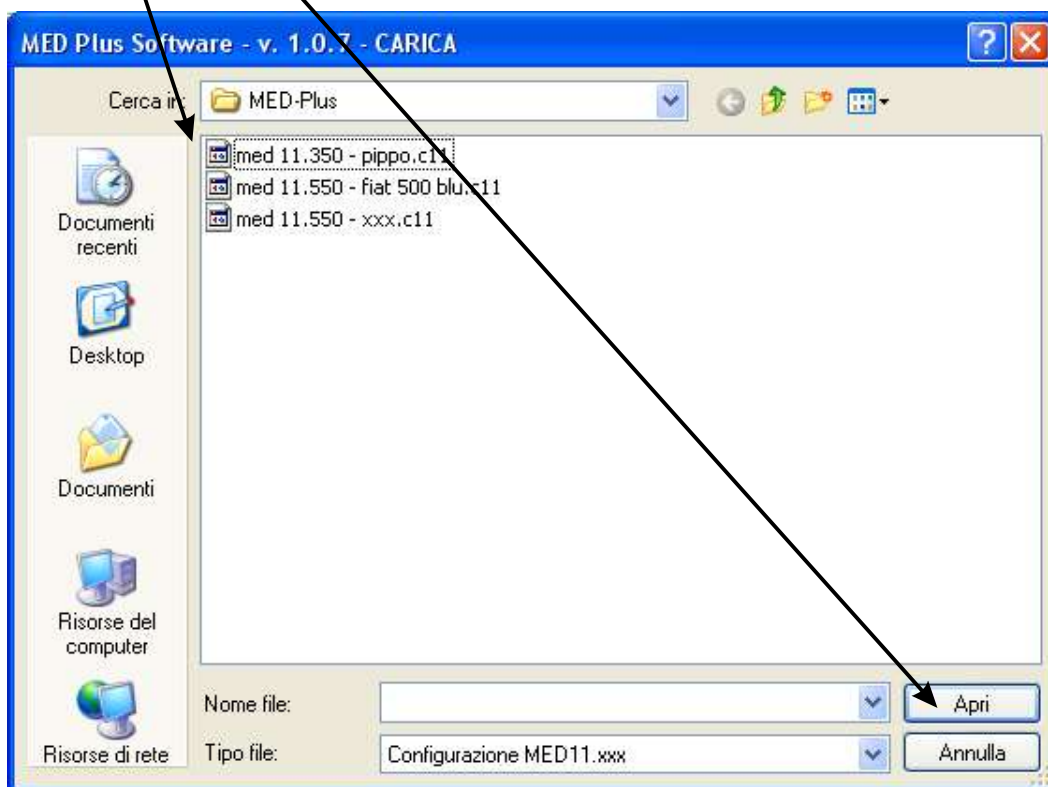 MED Plus Software - v. 1.0.7 - CARICA
Cerca in:
MED-Plus
med 11.350 - pippo.c11
med 11.550 - fiat 500 blu.c11
med 11.550 - xxx.c11
Documenti
recenti
Desktop
Documenti
Risorse del
computer
Risorse di rete
Nome file:
Apri
Tipo file:
Configurazione MED11.xxx
Annulla